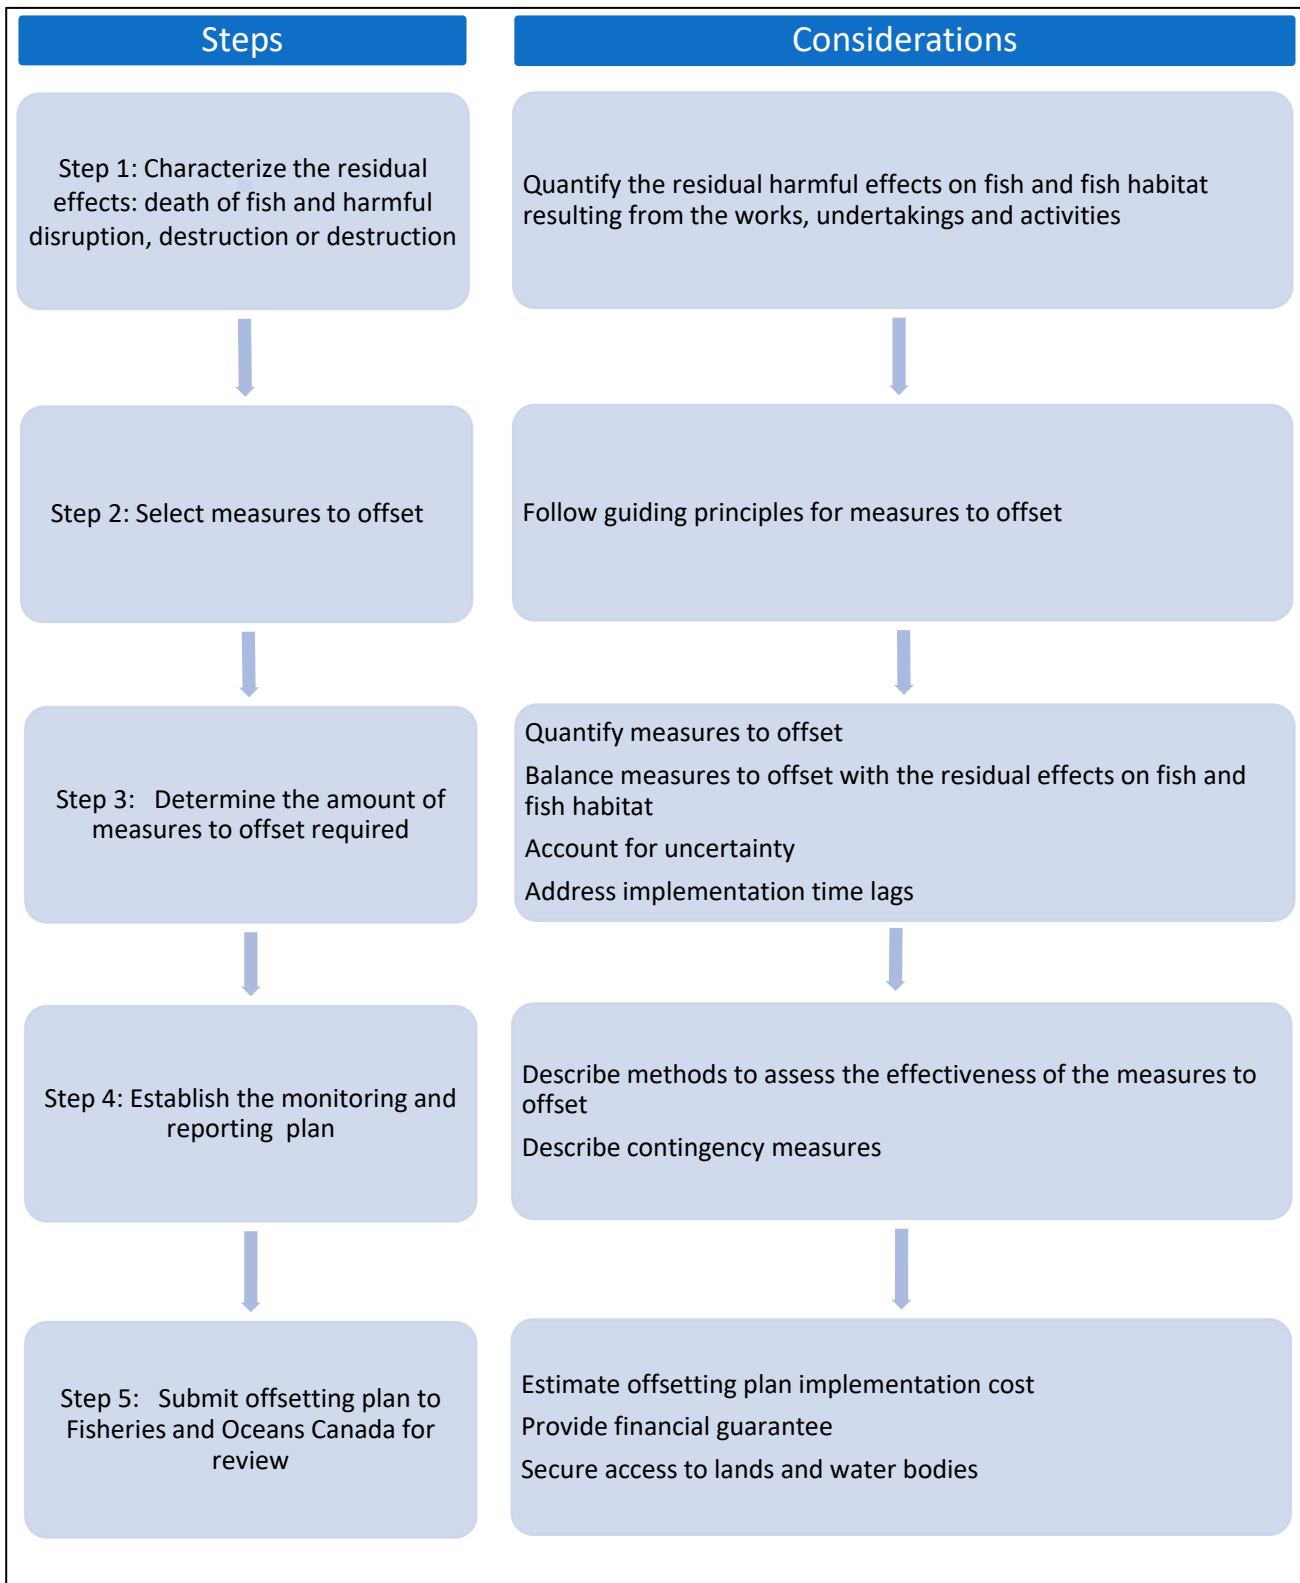 Steps
Considerations
Step 1: Characterize the residual
effects: death of fish and harmful
disruption, destruction or destruction
Quantify the residual harmful effects on fish and fish habitat
resulting from the works, undertakings and activities
Step 2: Select measures to offset
Follow guiding principles for measures to offset
Step 3:   Determine the amount of
measures to offset required
Quantify measures to offset
Balance measures to offset with the residual effects on fish and
fish habitat
Account for uncertainty
Address implementation time lags
Step 4: Establish the monitoring and
reporting  plan
Describe methods to assess the effectiveness of the measures to
offset
Describe contingency measures
Step 5:   Submit offsetting plan to
Fisheries and Oceans Canada for
review
Estimate offsetting plan implementation cost
Provide financial guarantee
Secure access to lands and water bodies